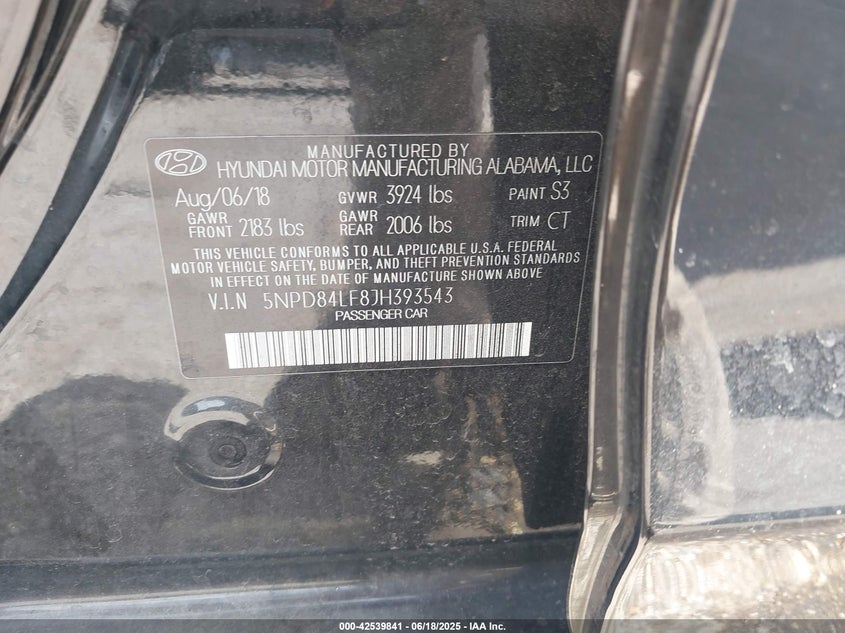 MANUFACTURED BY
HYUNDAI MOTOR MANUFACTURING ALABAMA, LLC
Aug/06/18 GVWR 3924 lbs PAINT S3
GAWR FRONT 2183 lbs GAWR REAR 2006 lbs TRIM CT
THIS VEHICLE CONFORMS TO ALL APPLICABLE U.S.A. FEDERAL
MOTOR VEHICLE SAFETY, BUMPER, AND THEFT PREVENTION STANDARDS
IN EFFECT ON THE DATE OF MANUFACTURE SHOWN ABOVE
V.I.N 5NPD84LF8JH393543
PASSENGER CAR
000-42539841 - 06/18/2025 - © IAA Inc.